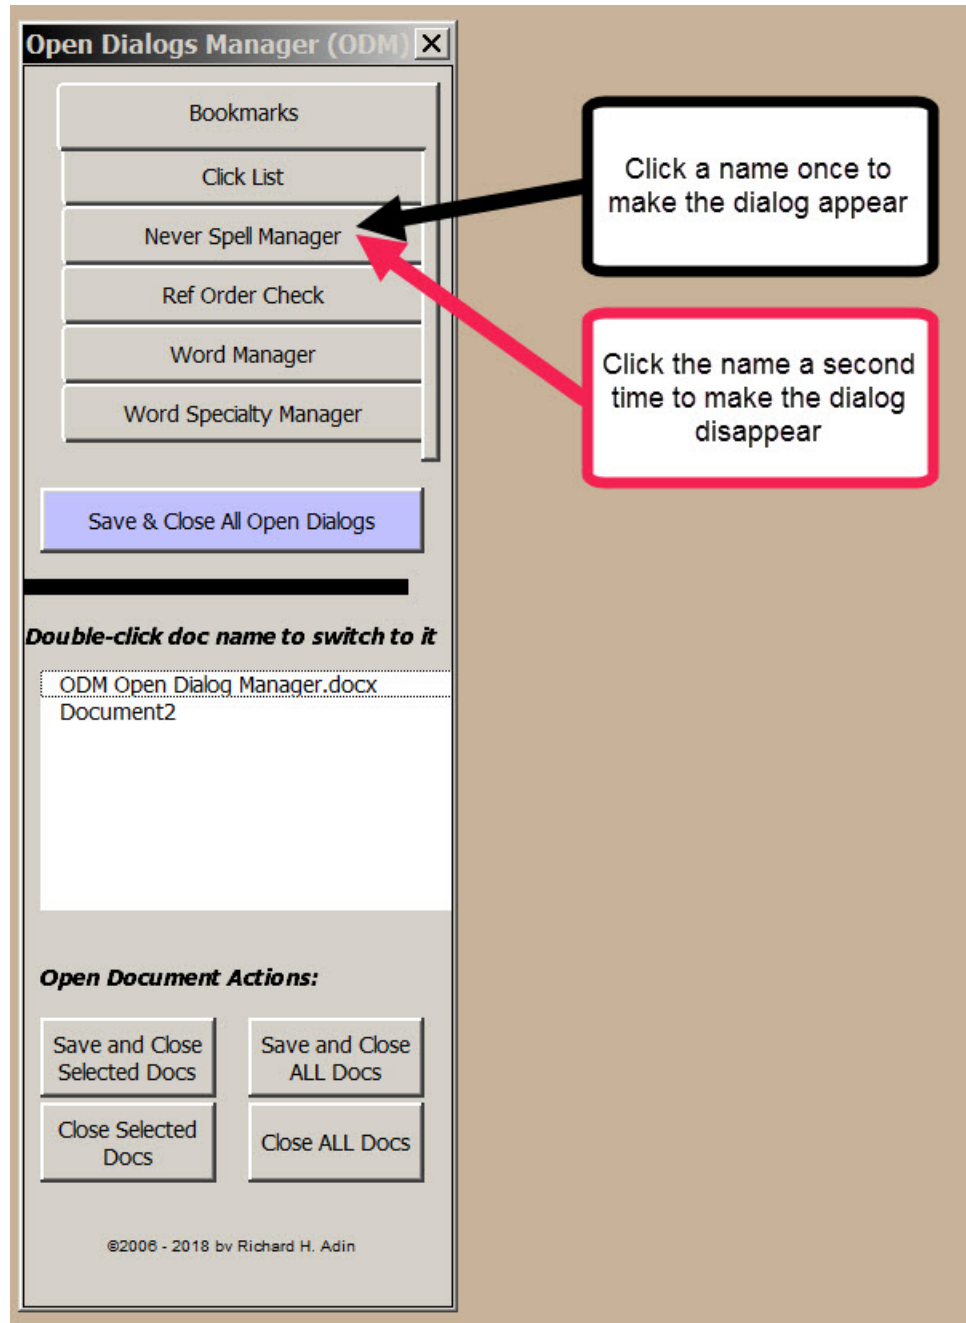 Open Dialogs Manager (ODM)
Bookmarks
Click List
Never Spell Manager
Ref Order Check
Word Manager
Word Specialty Manager
Save & Close All Open Dialogs
Double-click doc name to switch to it
ODM Open Dialog Manager.docx
Document2
Open Document Actions:
Save and Close
Selected Docs
Save and Close
ALL Docs
Close Selected
Docs
Close ALL Docs
©2006 - 2018 by Richard H. Adin
Click a name once to
make the dialog appear
Click the name a second
time to make the dialog
disappear